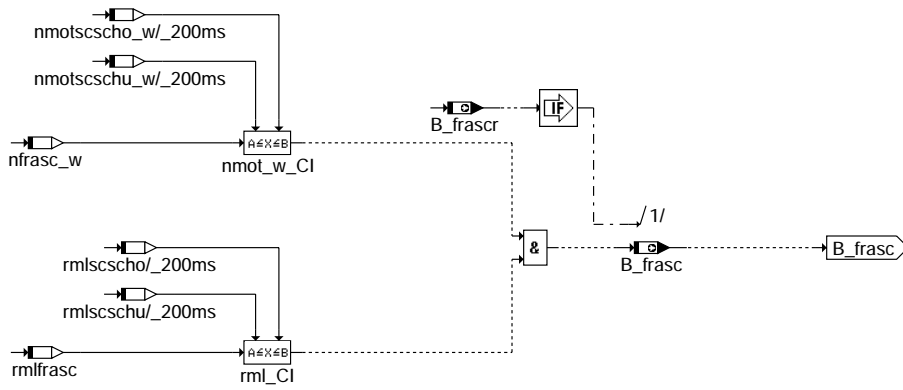 nmotscscho_w/_200ms
nmotscschu_w/_200ms
B_frascr
IF
nfrasc_w
A≤X≤B
nmot_w_CI
/1/
&
rmlscscho/_200ms
B_frasc
B_frasc
rmlscschu/_200ms
rmlfrasc
A≤X≤B
rml_CI